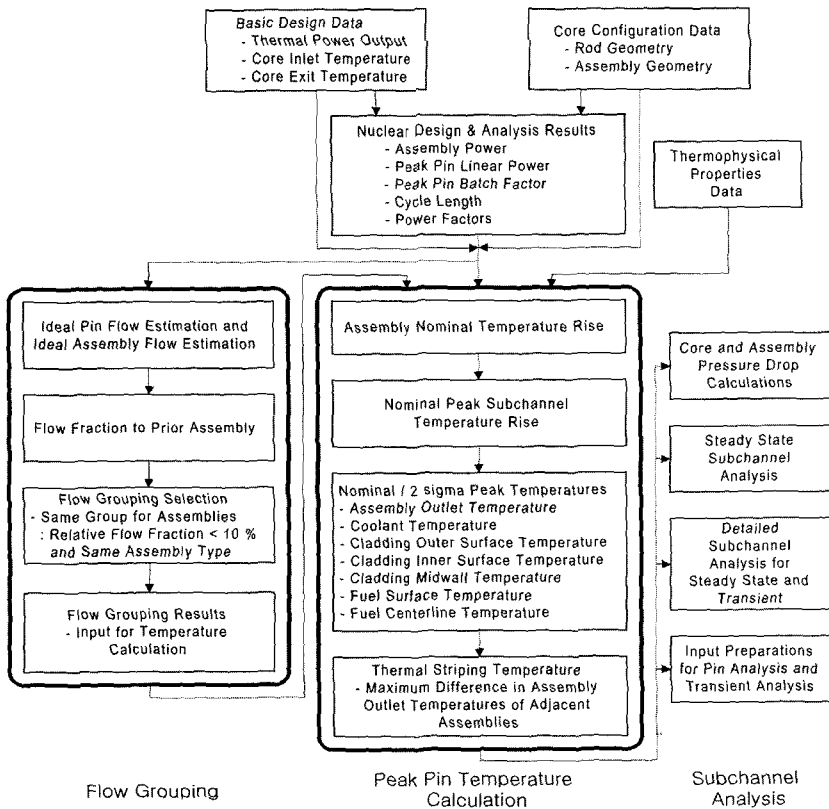 Basic Design Data
- Thermal Power Output
- Core Inlet Temperature
- Core Exit Temperature
Core Configuration Data
- Rod Geometry
- Assembly Geometry
Nuclear Design & Analysis Results
- Assembly Power
- Peak Pin Linear Power
- Peak Pin Batch Factor
- Cycle Length
- Power Factors
Thermophysical
Properties
Data
Ideal Pin Flow Estimation and
Ideal Assembly Flow Estimation
Flow Fraction to Prior Assembly
Flow Grouping Selection
- Same Group for Assemblies
: Relative Flow Fraction < 10 %
and Same Assembly Type
Flow Grouping Results
- Input for Temperature
Calculation
Assembly Nominal Temperature Rise
Nominal Peak Subchannel
Temperature Rise
Nominal / 2 sigma Peak Temperatures
- Assembly Outlet Temperature
- Coolant Temperature
- Cladding Outer Surface Temperature
- Cladding Inner Surface Temperature
- Cladding Midwall Temperature
- Fuel Surface Temperature
- Fuel Centerline Temperature
Thermal Striping Temperature
- Maximum Difference in Assembly
Outlet Temperatures of Adjacent
Assemblies
Core and Assembly
Pressure Drop
Calculations
Steady State
Subchannel
Analysis
Detailed
Subchannel
Analysis for
Steady State and
Transient
Input Preparations
for Pin Analysis and
Transient Analysis
Flow Grouping
Peak Pin Temperature
Calculation
Subchannel
Analysis